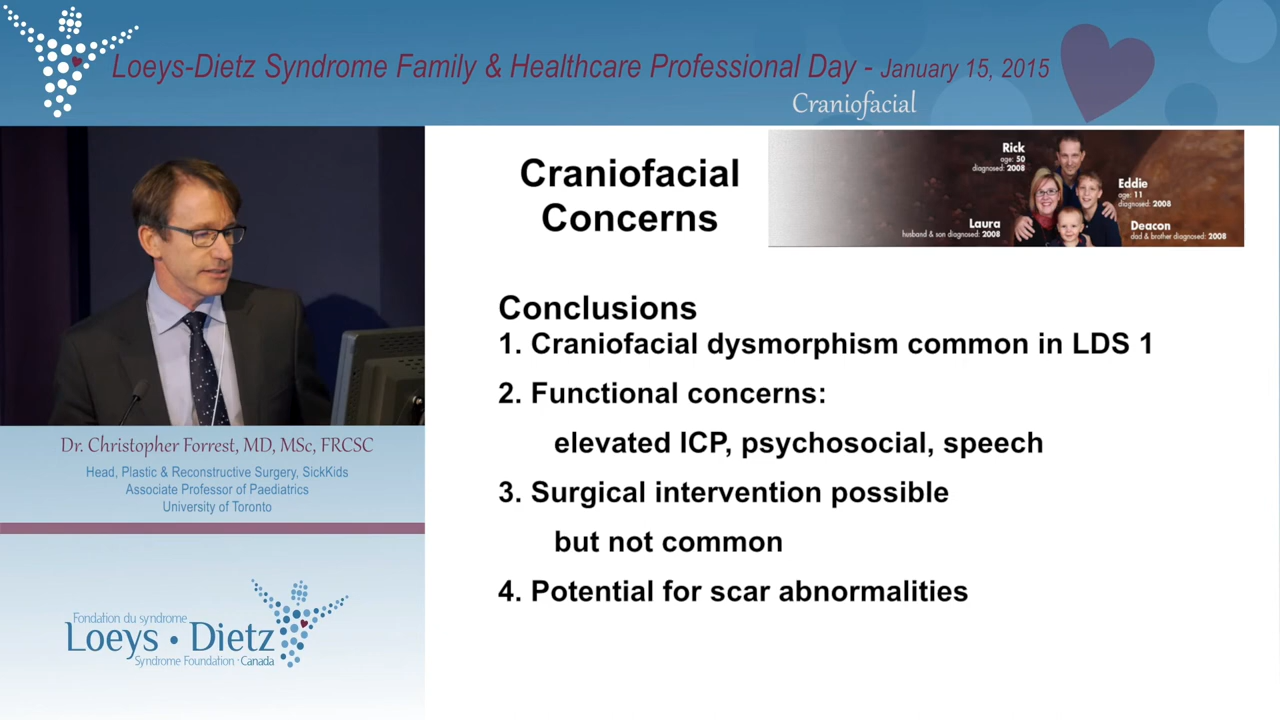 Loeys-Dietz Syndrome Family & Healthcare Professional Day - January 15, 2015
Craniofacial
Craniofacial
Concerns
Rick
age: 50
diagnosed: 2008
Eddie
age: 11
diagnosed: 2008
Laura
husband & son diagnosed: 2008
Deacon
dad & brother diagnosed: 2008
Conclusions
1. Craniofacial dysmorphism common in LDS 1
2. Functional concerns:
elevated ICP, psychosocial, speech
3. Surgical intervention possible
but not common
4. Potential for scar abnormalities
Dr. Christopher Forrest, MD, MSc, FRCSC
Head, Plastic & Reconstructive Surgery, SickKids
Associate Professor of Paediatrics
University of Toronto
Fondation du syndrome
Loeys • Dietz
Syndrome Foundation · Canada